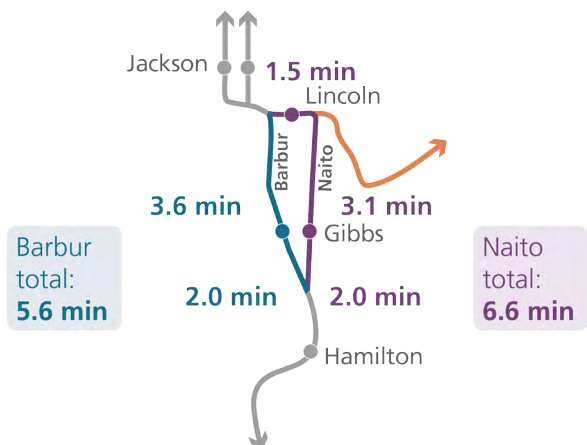 Jackson
1.5 min
Lincoln
Barbur
Naito
3.6 min
3.1 min
Gibbs
Barbur
total:
5.6 min
2.0 min
2.0 min
Naito
total:
6.6 min
Hamilton